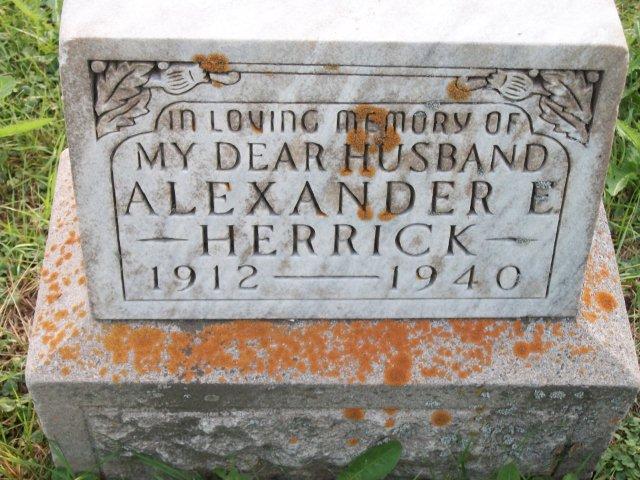 IN LOVING MEMORY OF
MY DEAR HUSBAND
ALEXANDER E.
— HERRICK —
1912 — 1940